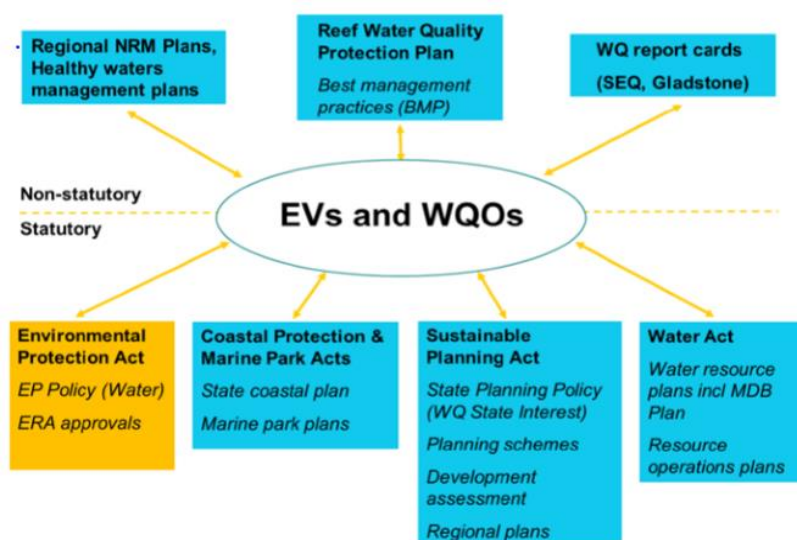 Regional NRM Plans,
Healthy waters
management plans
Reef Water Quality
Protection Plan
Best management
practices (BMP)
WQ report cards
(SEQ, Gladstone)
Non-statutory
Statutory
EVs and WQOs
Environmental
Protection Act
EP Policy (Water)
ERA approvals
Coastal Protection &
Marine Park Acts
State coastal plan
Marine park plans
Sustainable
Planning Act
State Planning Policy
(WQ State Interest)
Planning schemes
Development
assessment
Regional plans
Water Act
Water resource
plans incl MDB
Plan
Resource
operations plans